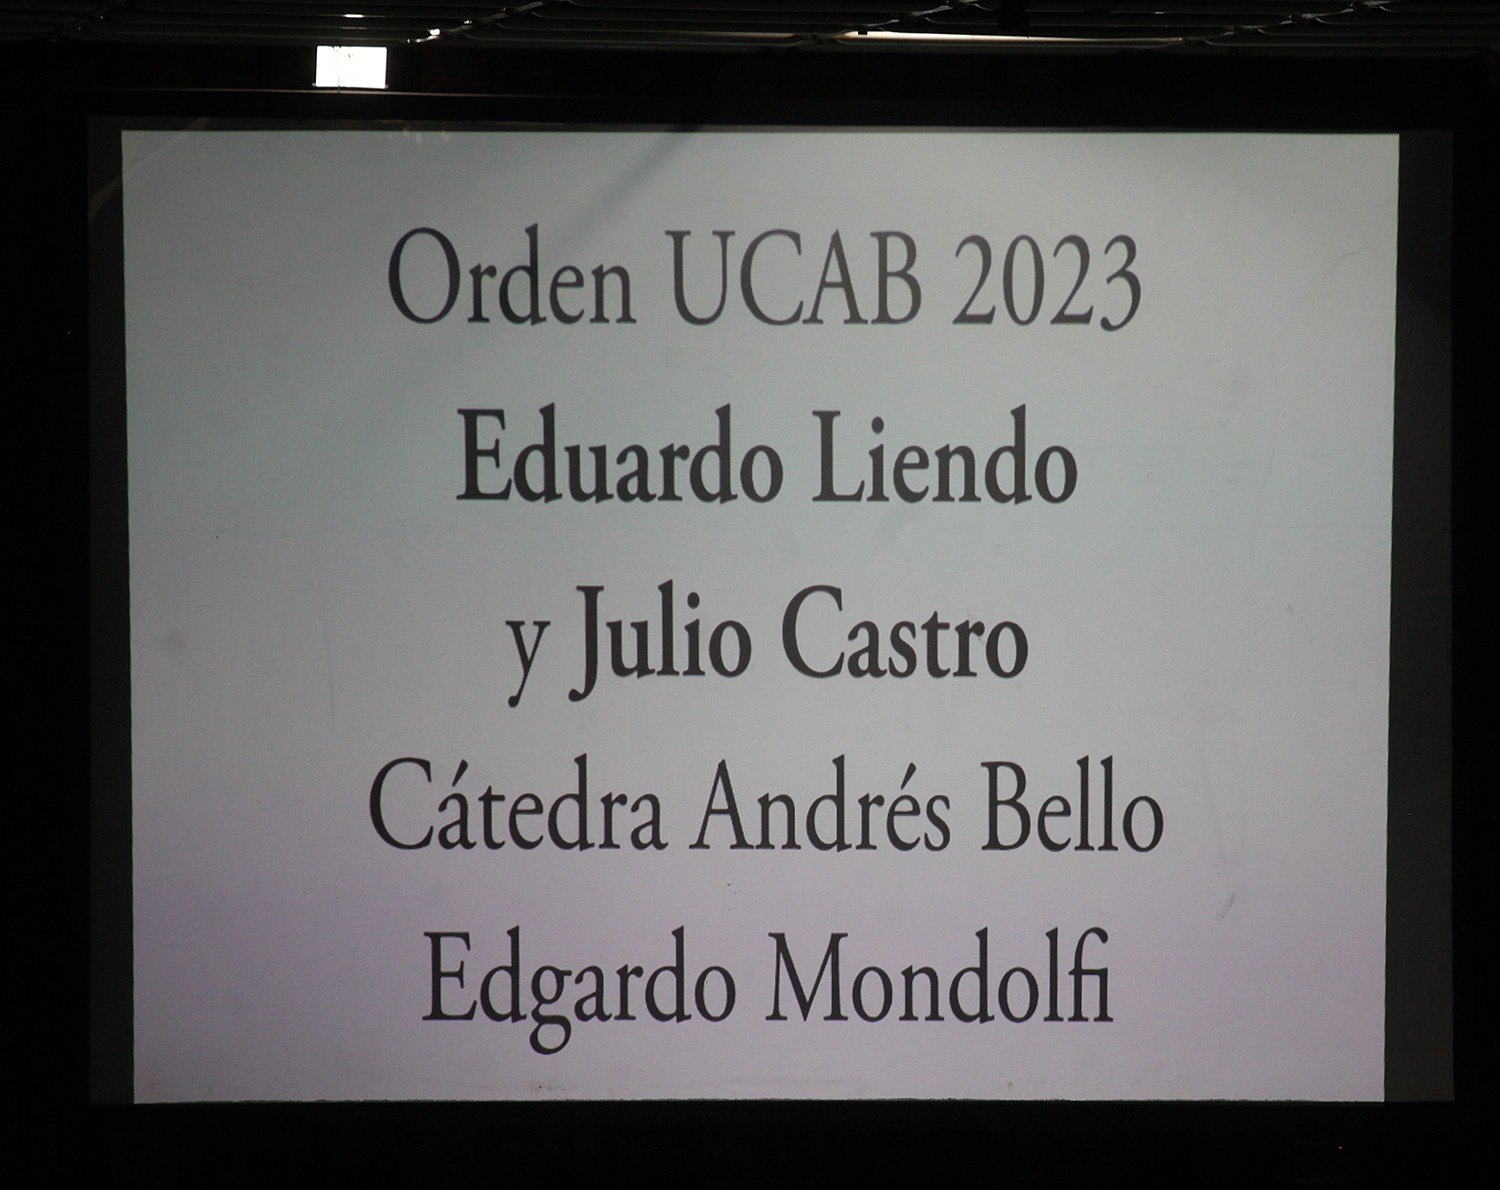 Orden UCAB 2023
Eduardo Liendo
y Julio Castro
Cátedra Andrés Bello
Edgardo Mondolfi